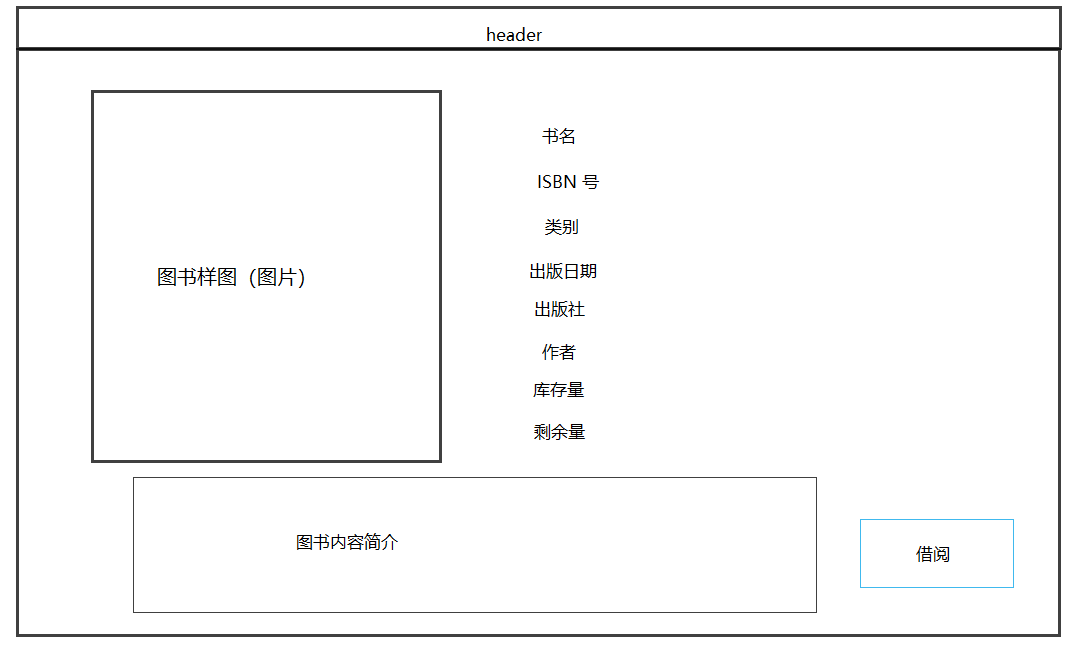 header
书名
ISBN 号
类别
图书样图（图片）
出版日期
出版社
作者
库存量
剩余量
图书内容简介
借阅